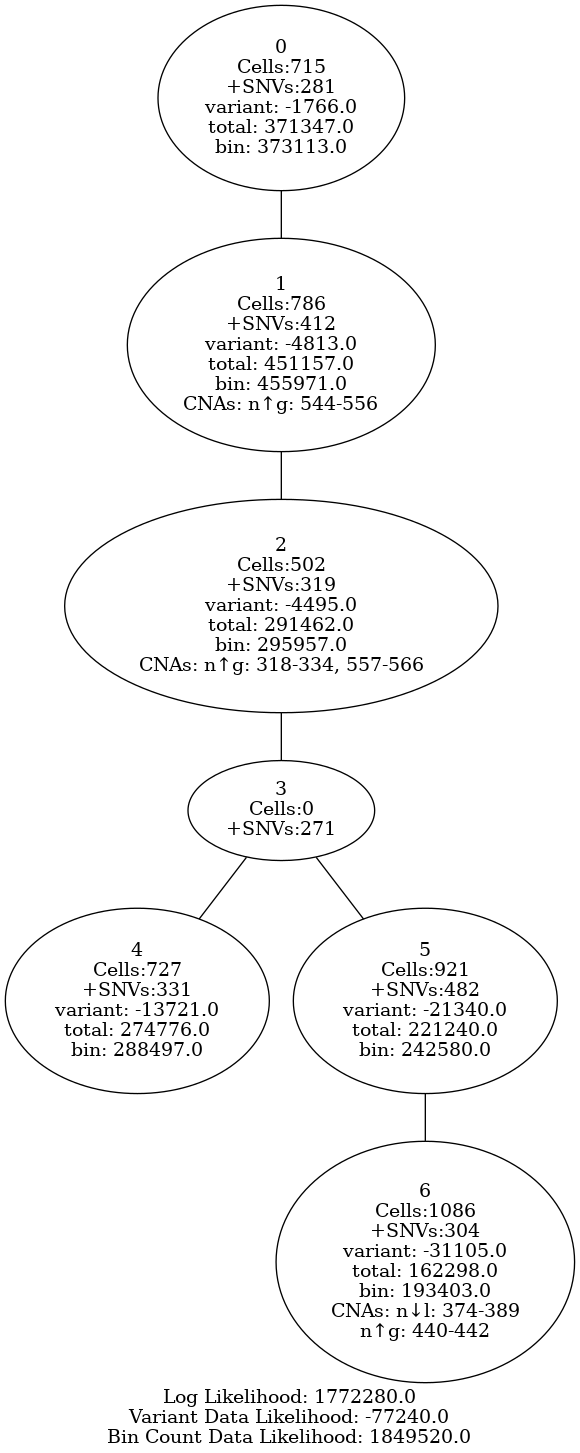 0
Cells:715
+SNVs:281
variant: -1766.0
total: 371347.0
bin: 373113.0
1
Cells:786
+SNVs:412
variant: -4813.0
total: 451157.0
bin: 455971.0
CNAs: n↑g: 544-556
2
Cells:502
+SNVs:319
variant: -4495.0
total: 291462.0
bin: 295957.0
CNAs: n↑g: 318-334, 557-566
3
Cells:0
+SNVs:271
4
Cells:727
+SNVs:331
variant: -13721.0
total: 274776.0
bin: 288497.0
5
Cells:921
+SNVs:482
variant: -21340.0
total: 221240.0
bin: 242580.0
6
Cells:1086
+SNVs:304
variant: -31105.0
total: 162298.0
bin: 193403.0
CNAs: n↓l: 374-389
n↑g: 440-442
Log Likelihood: 1772280.0
Variant Data Likelihood: -77240.0
Bin Count Data Likelihood: 1849520.0